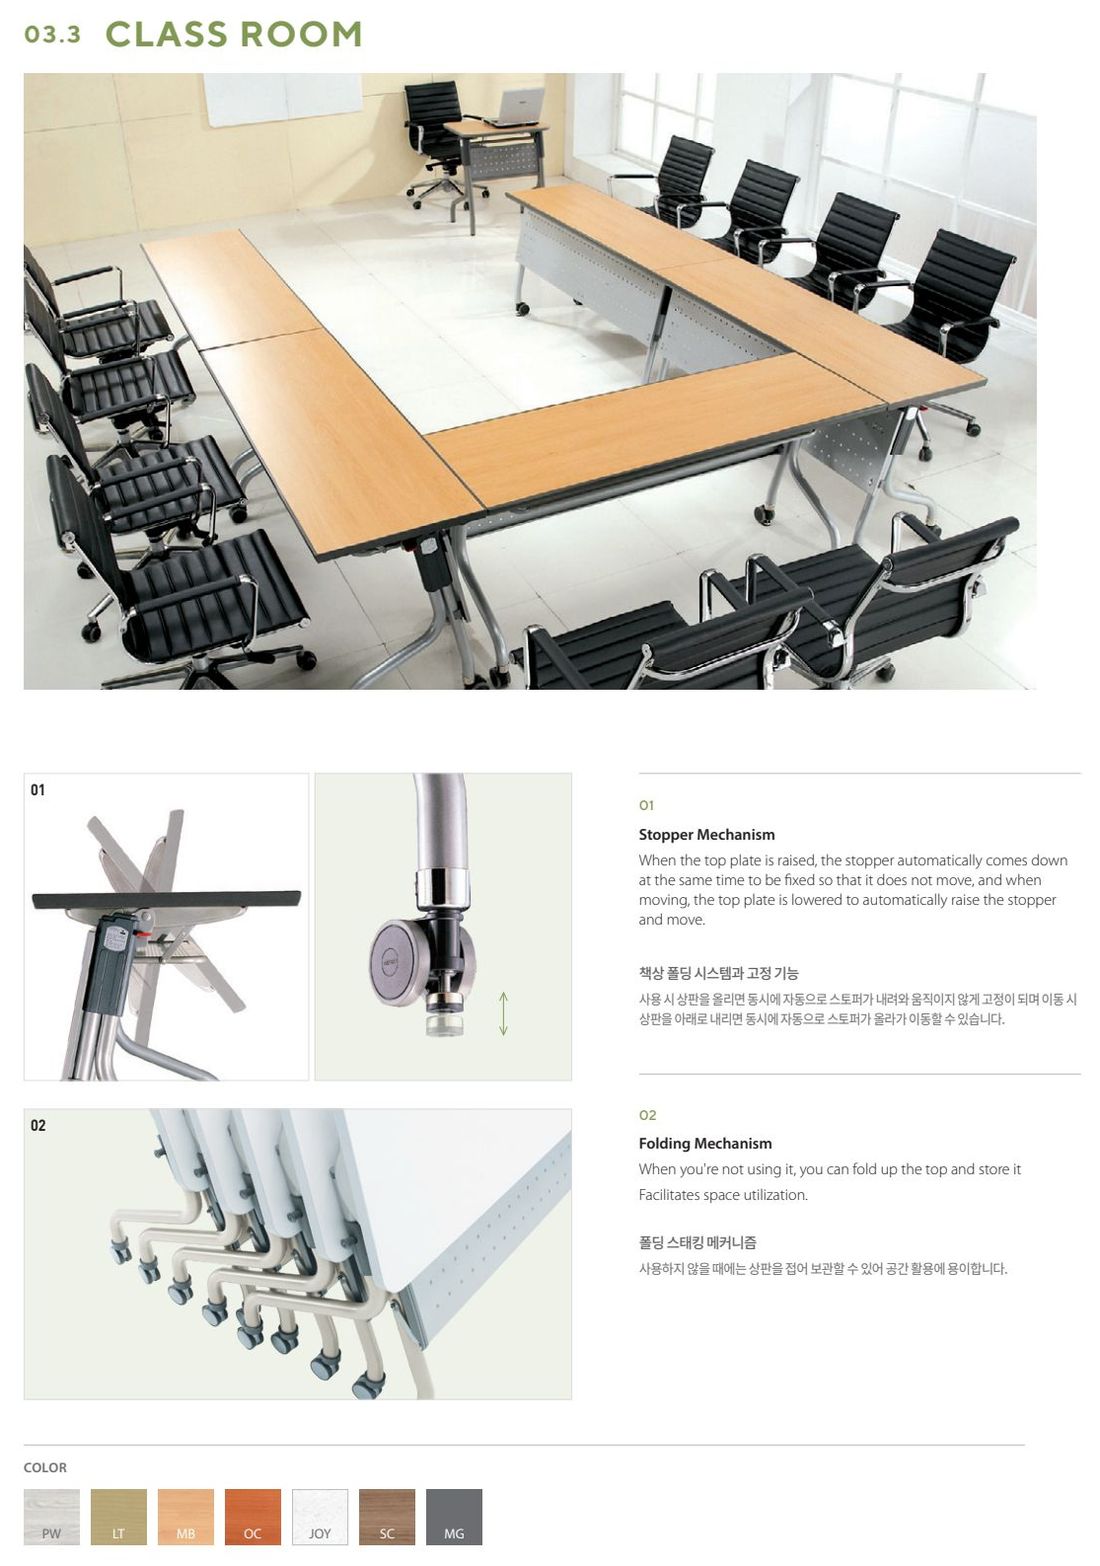 03.3 CLASS ROOM
01
01
Stopper Mechanism
When the top plate is raised, the stopper automatically comes down
at the same time to be fixed so that it does not move, and when
moving, the top plate is lowered to automatically raise the stopper
and move.
책상 폴딩 시스템과 고정 기능
사용 시 상판을 올리면 동시에 자동으로 스토퍼가 내려와 움직이지 않게 고정이 되며 이동 시
상판을 아래로 내리면 동시에 자동으로 스토퍼가 올라가 이동할 수 있습니다.
02
02
Folding Mechanism
When you're not using it, you can fold up the top and store it
Facilitates space utilization.
폴딩 스태킹 메커니즘
사용하지 않을 때에는 상판을 접어 보관할 수 있어 공간 활용에 용이합니다.
COLOR
PW LT MB OC JOY SC MG